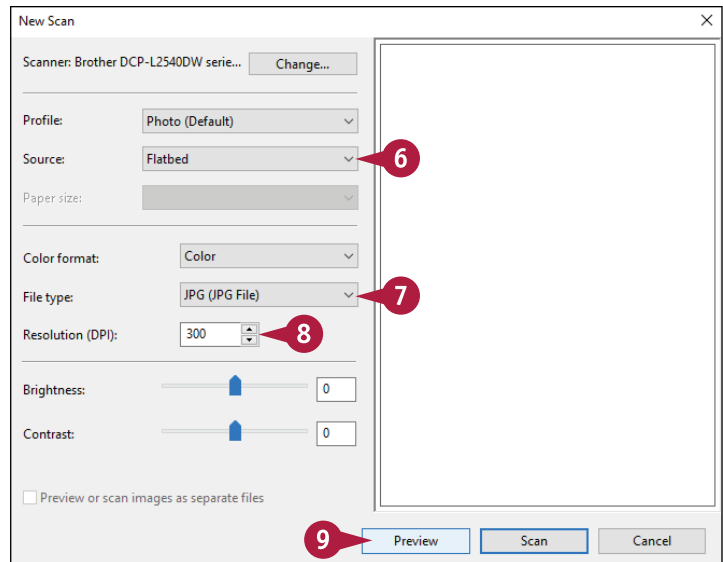 New Scan
Scanner: Brother DCP-L2540DW serie... Change...
Profile: Photo (Default)
Source: Flatbed 6
Paper size:
Color format: Color
File type: JPG (JPG File) 7
Resolution (DPI): 300 8
Brightness: 0
Contrast: 0
Preview or scan images as separate files
9 Preview Scan Cancel